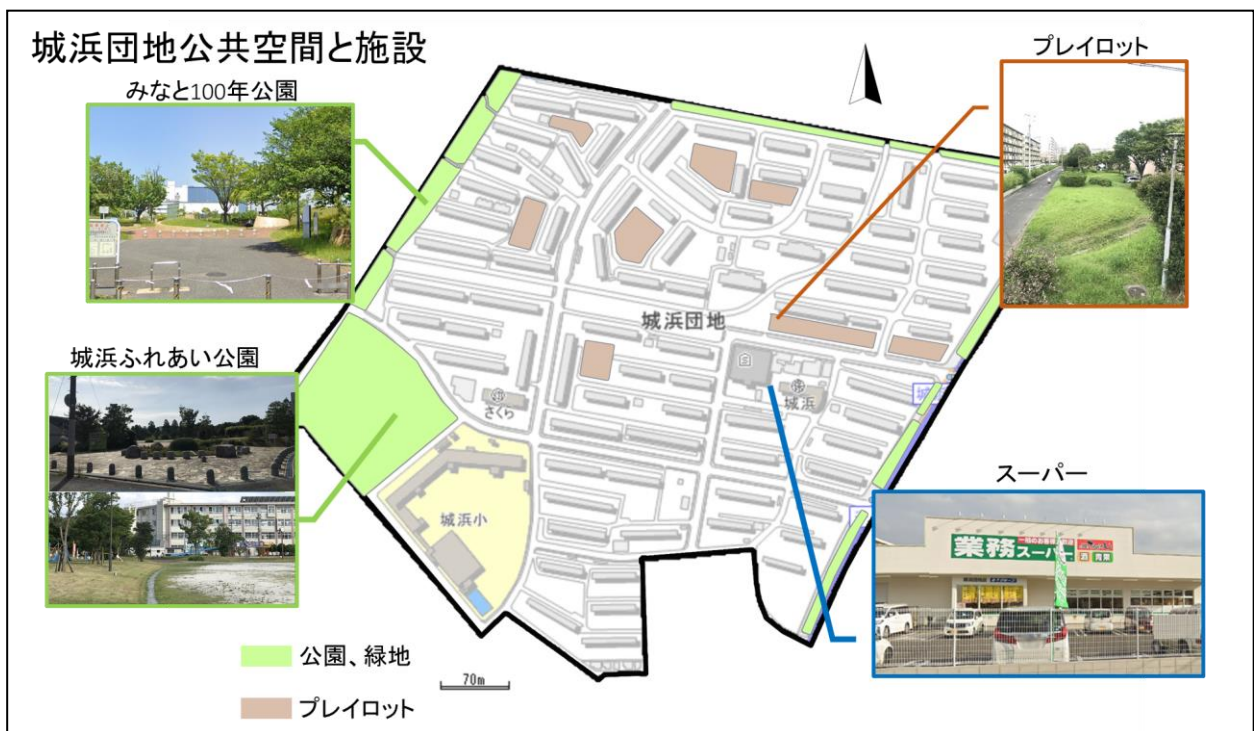 城浜団地公共空間と施設
みなと100年公園
プレイロット
城浜ふれあい公園
城浜団地
さくら
城浜
スーパー
城浜小
業務
スーパー
酒
青果
公園、緑地
70m
プレイロット